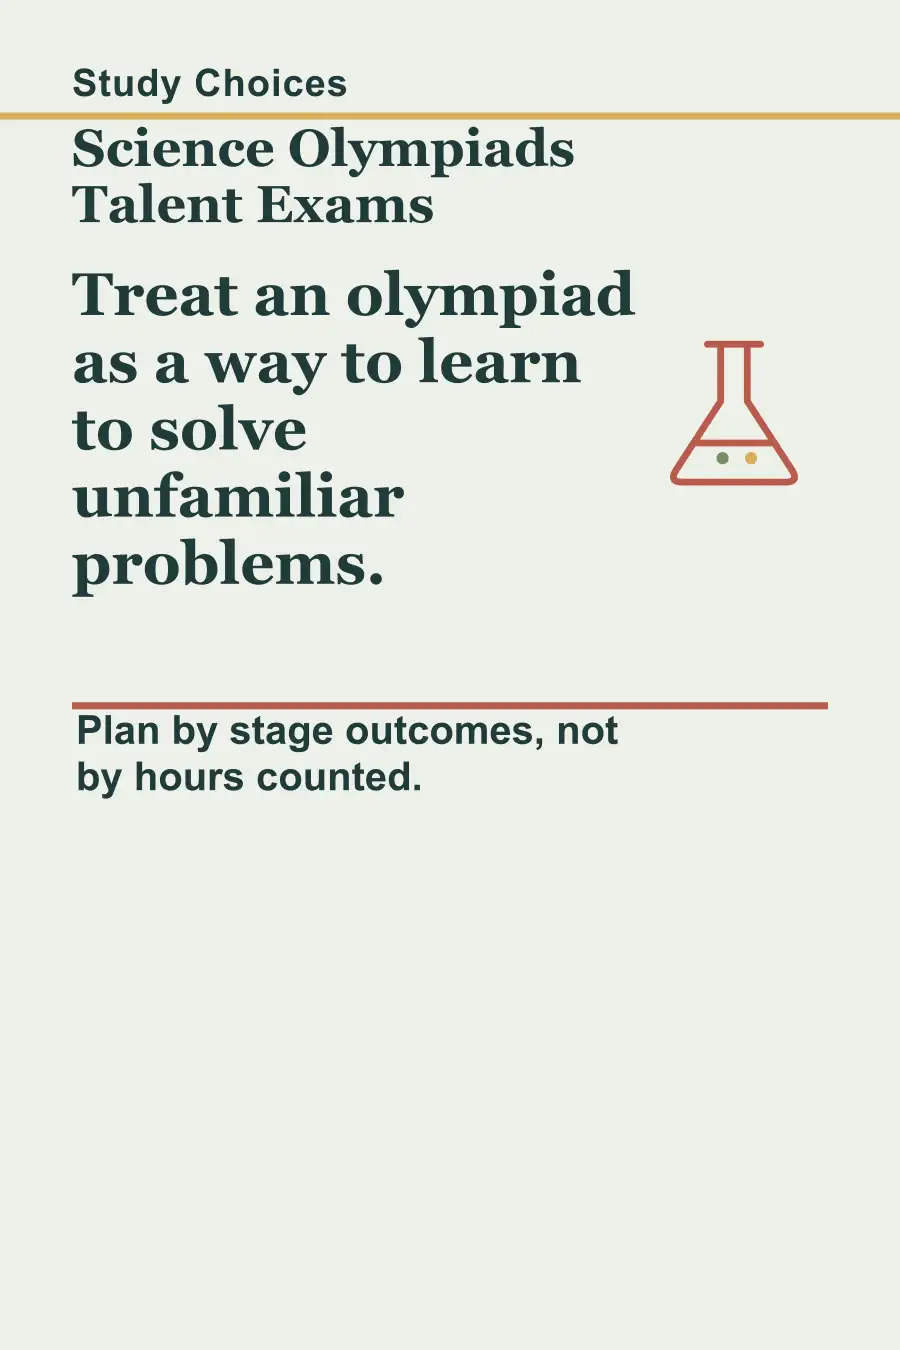 Study Choices
Science Olympiads
Talent Exams
Treat an olympiad
as a way to learn
to solve
unfamiliar
problems.
Plan by stage outcomes, not
by hours counted.